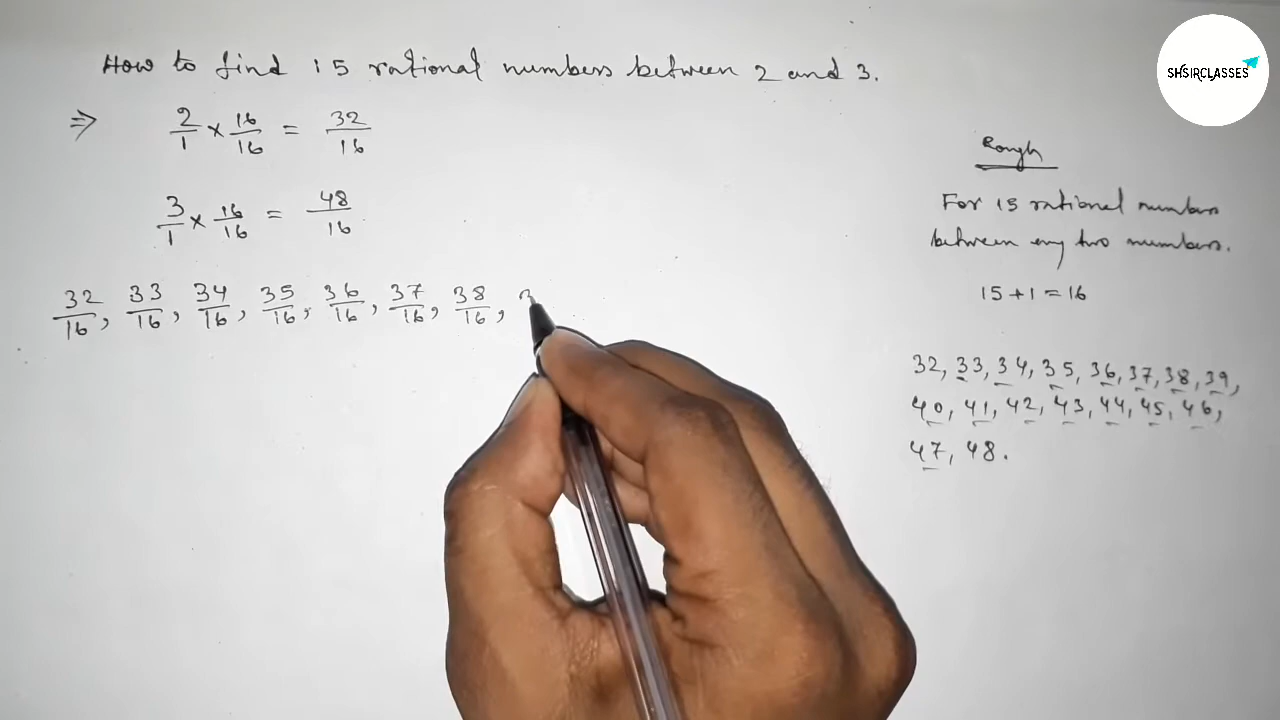 How to find 15 rational numbers between 2 and 3.
SHSIRCLASSES
⇒ 2/1 × 16/16 = 32/16
3/1 × 16/16 = 48/16
32/16, 33/16, 34/16, 35/16, 36/16, 37/16, 38/16, 3
Rough
For 15 rational numbers
between any two numbers.
15+1=16
32, 33, 34, 35, 36, 37, 38, 39,
40, 41, 42, 43, 44, 45, 46,
47, 48.